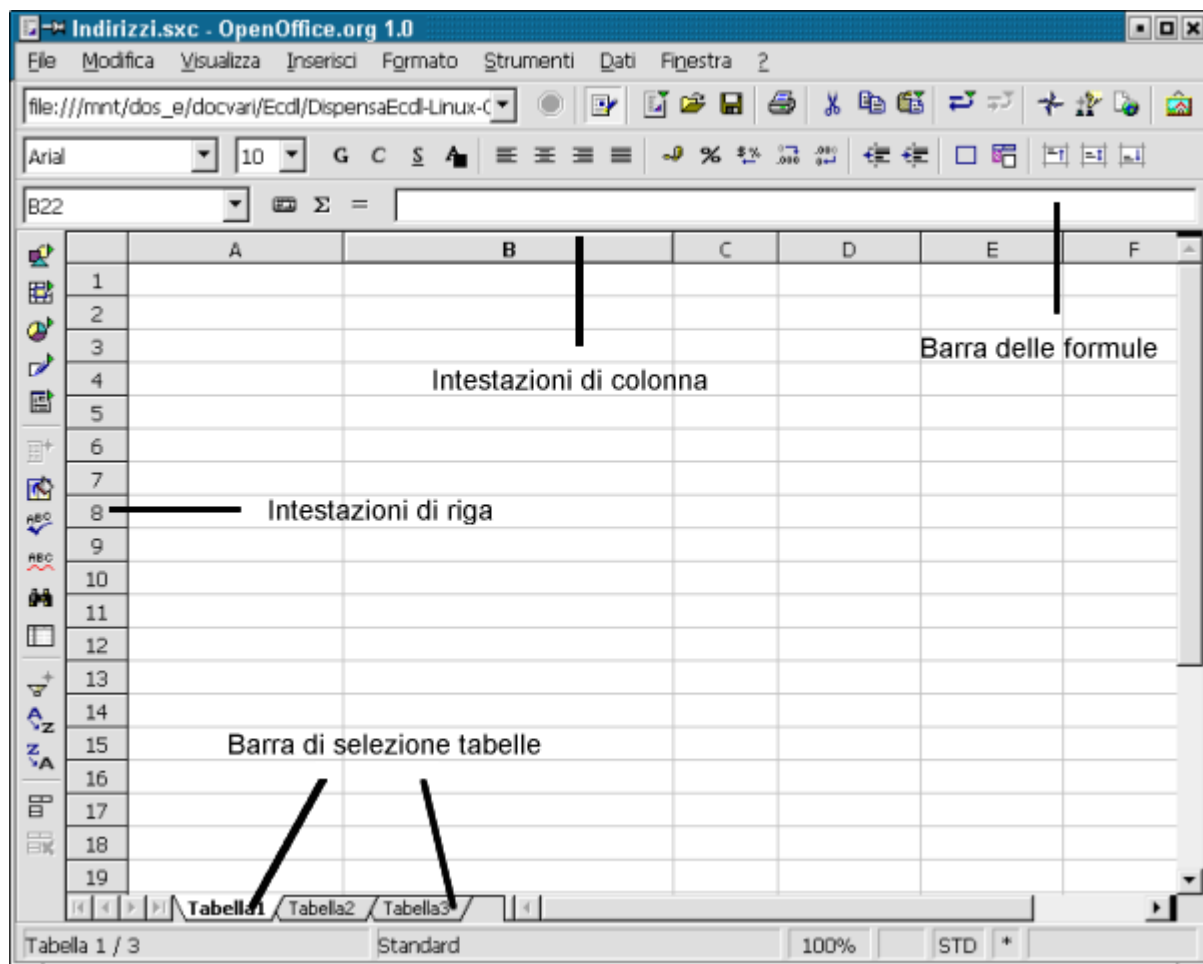 Indirizzi.sxc - OpenOffice.org 1.0
File Modifica Visualizza Inserisci Formato Strumenti Dati Finestra ?
file:///mnt/dos_e/docvari/Ecdl/DispensaEcdl-Linux-
Arial 10 G C S A %
B22 Σ =
A B C D E F
1
2
3
Barra delle formule
4
Intestazioni di colonna
5
6
7
8
Intestazioni di riga
9
10
11
12
13
14
15
Barra di selezione tabelle
16
17
18
19
Tabella1 Tabella2 Tabella3
Tabella 1 / 3 Standard 100% STD *